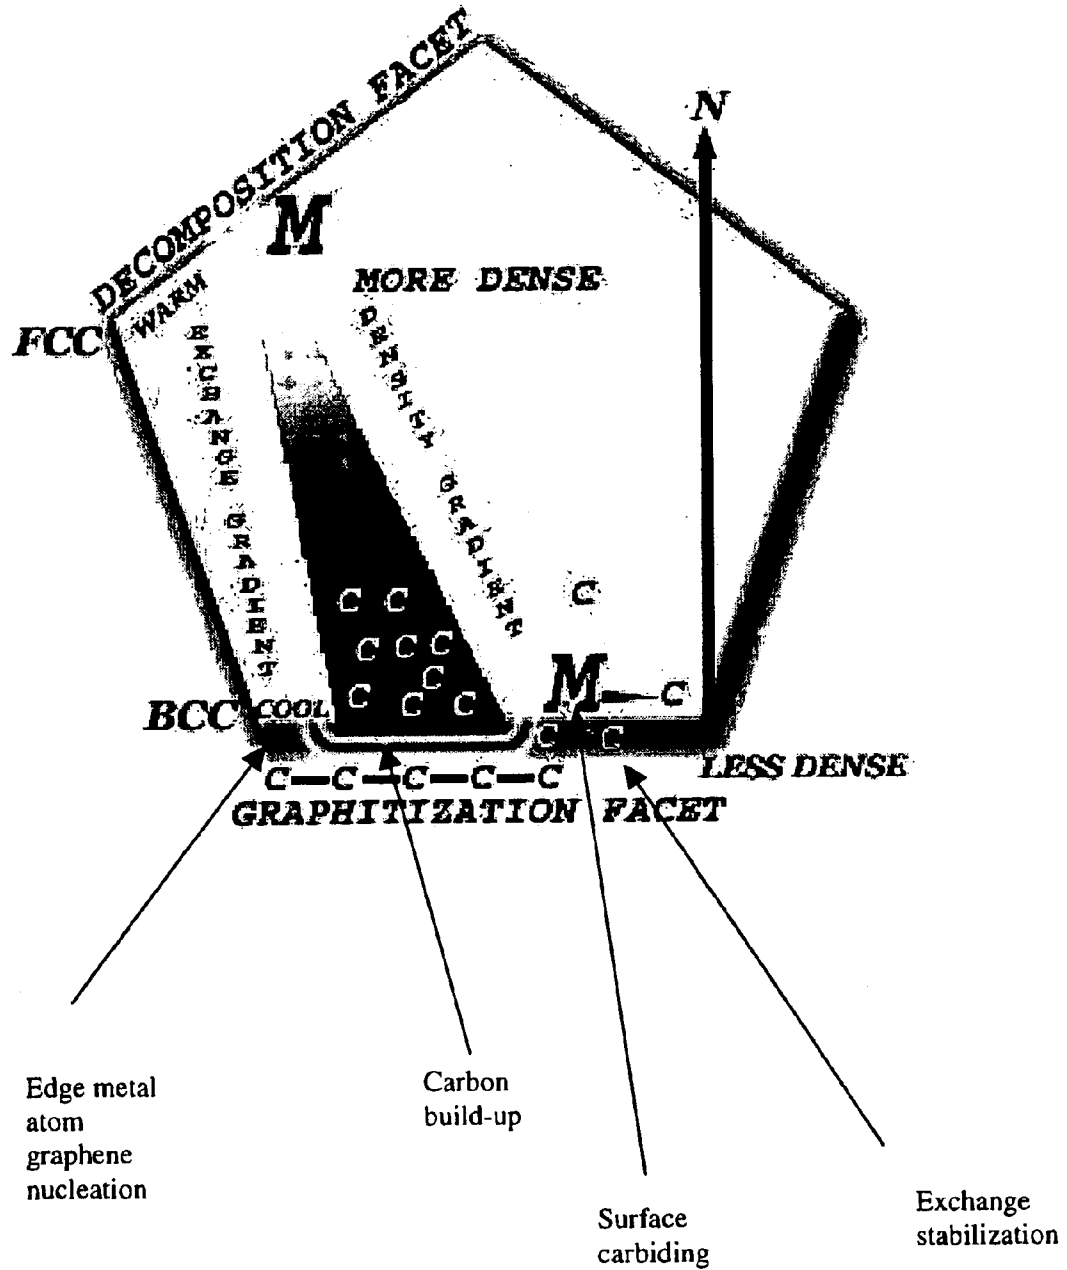 DECOMPOSITION FACET
N
M
MORE DENSE
WARM
FCC
EXCHANGE GRADIENT
DENSITY GRADIENT
C C
C
C C C
C
C C C
M C
BCC COOL
C C
LESS DENSE
C—C—C—C—C
GRAPHITIZATION FACET
Edge metal
atom
graphene
nucleation
Carbon
build-up
Surface
carbiding
Exchange
stabilization